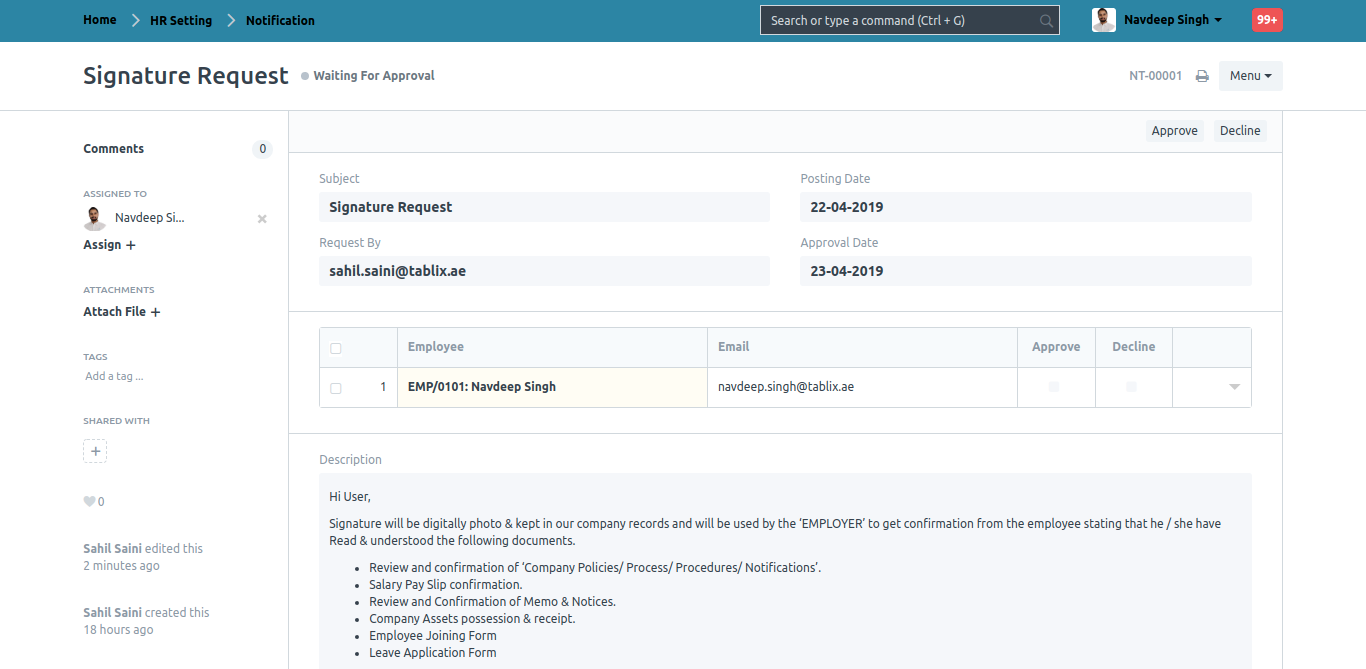 Home HR Setting Notification Search or type a command (Ctrl + G) Navdeep Singh 99+
Signature Request Waiting For Approval NT-00001 Menu
Comments 0
ASSIGNED TO
Navdeep Si...
Assign +
ATTACHMENTS
Attach File +
TAGS
Add a tag ...
SHARED WITH
+
0
Sahil Saini edited this
2 minutes ago
Sahil Saini created this
18 hours ago
Approve Decline
Subject Posting Date
Signature Request 22-04-2019
Request By Approval Date
sahil.saini@tablix.ae 23-04-2019
Employee Email Approve Decline
1 EMP/0101: Navdeep Singh navdeep.singh@tablix.ae
Description
Hi User,
Signature will be digitally photo & kept in our company records and will be used by the ‘EMPLOYER’ to get confirmation from the employee stating that he / she have
Read & understood the following documents.
• Review and confirmation of ‘Company Policies/ Process/ Procedures/ Notifications’.
• Salary Pay Slip confirmation.
• Review and Confirmation of Memo & Notices.
• Company Assets possession & receipt.
• Employee Joining Form
• Leave Application Form